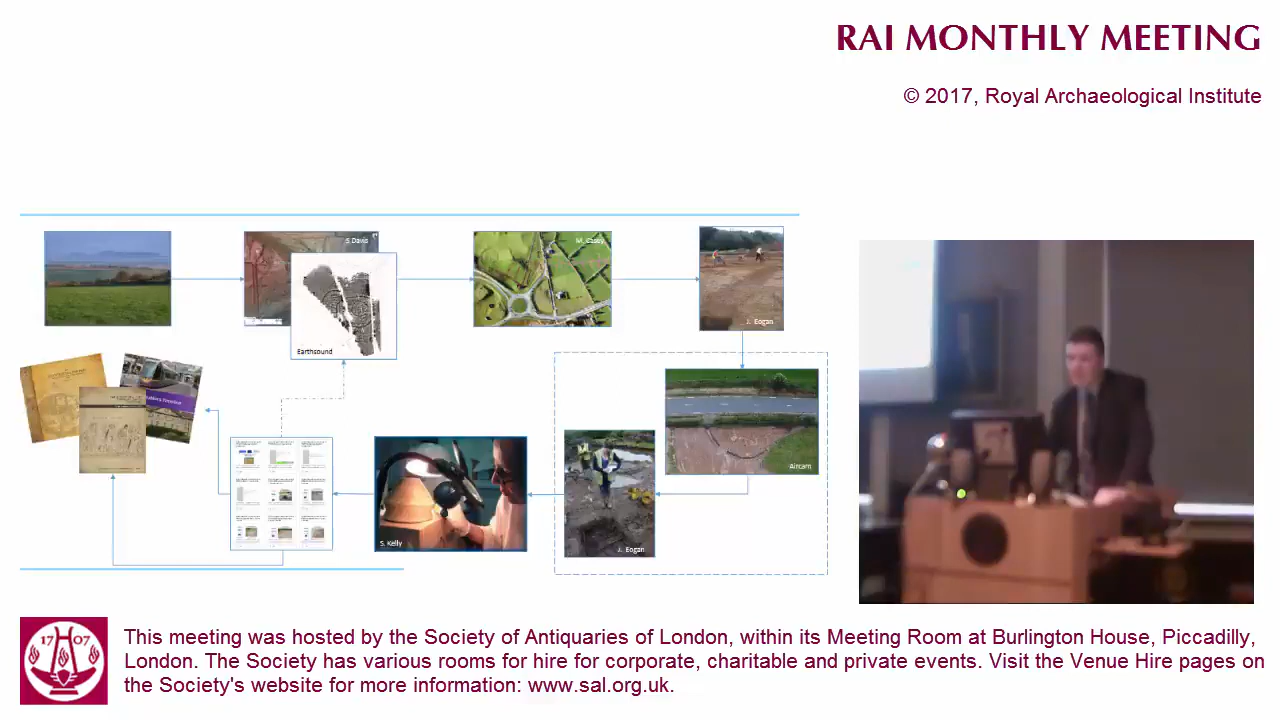 RAI MONTHLY MEETING
© 2017, Royal Archaeological Institute
S Davis
M. Casey
J. Eogan
Earthsound
Aircam
S. Kelly
J. Eogan
17 07
This meeting was hosted by the Society of Antiquaries of London, within its Meeting Room at Burlington House, Piccadilly,
London. The Society has various rooms for hire for corporate, charitable and private events. Visit the Venue Hire pages on
the Society's website for more information: www.sal.org.uk.